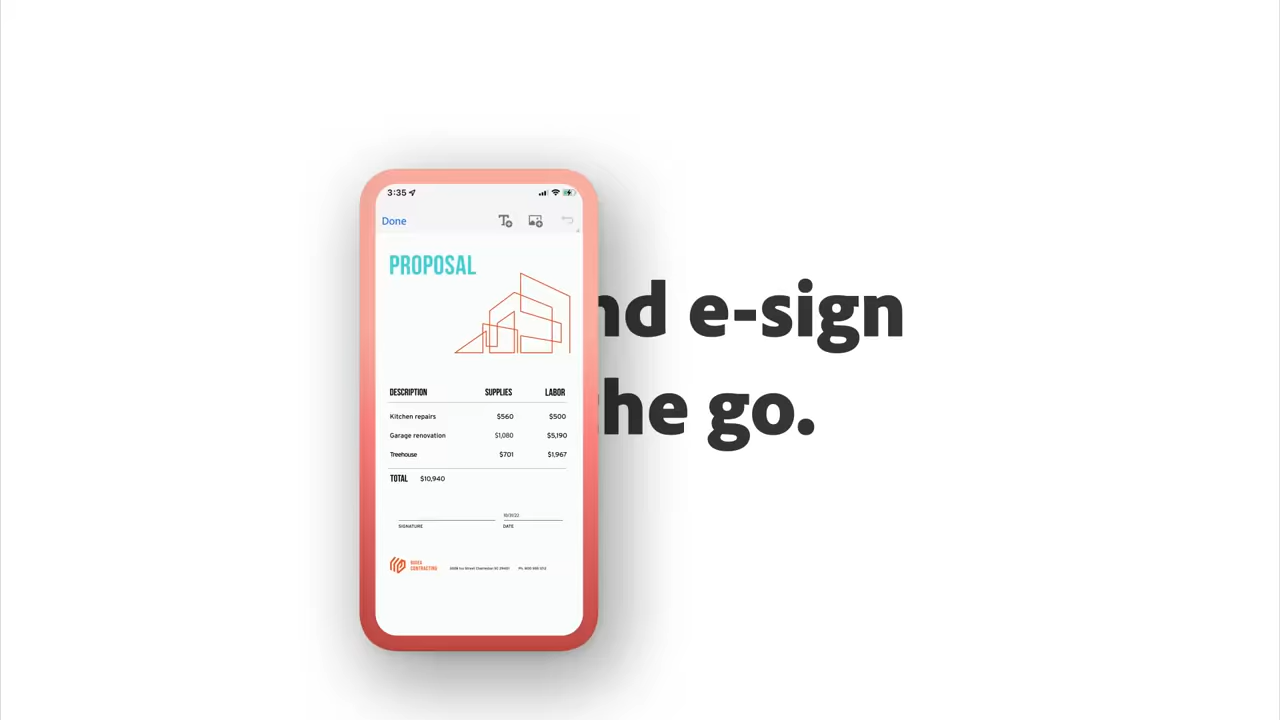 3:35
Done
PROPOSAL
nd e-sign
he go.
DESCRIPTION SUPPLIES LABOR
Kitchen repairs $560 $500
Garage renovation $1,080 $5,190
Treehouse $701 $1,967
TOTAL $10,940
SIGNATURE DATE
CONTRACTING